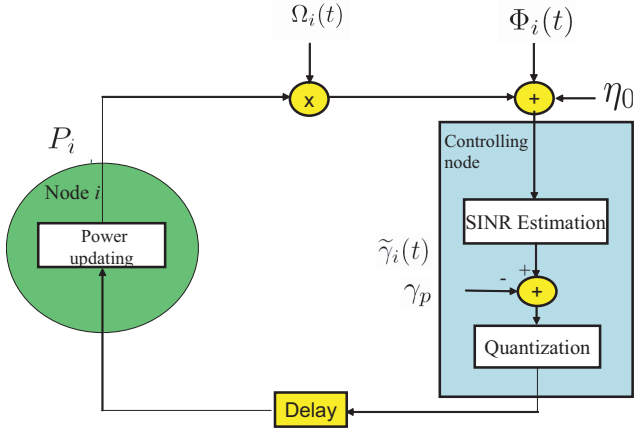 Ω_i(t)
Φ_i(t)
x
+
η_0
P_i
Controlling
node
Node i
Power
updating
SINR Estimation
γ̃_i(t)
+
-
+
γ_p
Quantization
Delay